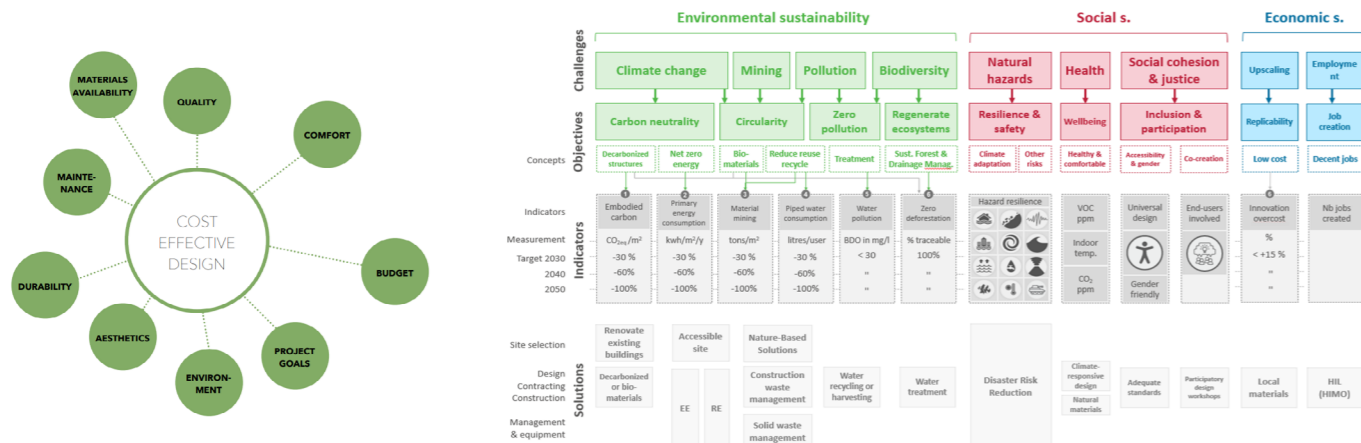 MATERIALS
AVAILABILITY
QUALITY
COMFORT
MAINTE-
NANCE
COST
EFFECTIVE
DESIGN
BUDGET
DURABILITY
AESTHETICS
ENVIRON-
MENT
PROJECT
GOALS
Environmental sustainability
Social s.
Economic s.
Challenges
Climate change
Mining
Pollution
Biodiversity
Natural
hazards
Health
Social cohesion
& justice
Upscaling
Employme
nt
Objectives
Carbon neutrality
Circularity
Zero
pollution
Regenerate
ecosystems
Resilience &
safety
Wellbeing
Inclusion &
participation
Replicability
Job
creation
Concepts
Decarbonized
structures
Net zero
energy
Bio-
materials
Reduce reuse
recycle
Treatment
Sust. Forest &
Drainage Manag.
Climate
adaptation
Other
risks
Healthy &
comfortable
Accessibility
& gender
Co-creation
Low cost
Decent jobs
Indicators
Indicators
Measurement
Target 2030
2040
2050
1
Embodied
carbon
CO2eq /m²
-30 %
-60%
-100%
2
Primary
energy
consumption
kwh/m²/y
-30 %
-60%
-100%
3
Material
mining
tons/m²
-30 %
-60%
-100%
4
Piped water
consumption
litres/user
-30 %
-60%
-100%
5
Water
pollution
BDO in mg/l
< 30
"
"
6
Zero
deforestation
% traceable
100%
"
"
Hazard resilience
VOC
ppm
Indoor
temp.
CO2
ppm
Universal
design
Gender
friendly
End-users
involved
Innovation
overcost
%
< +15 %
"
"
Nb jobs
created
Solutions
Site selection
Renovate
existing
buildings
Accessible
site
Nature-Based
Solutions
Design
Contracting
Construction
Decarbonized
or bio-
materials
EE
RE
Construction
waste
management
Water
recycling or
harvesting
Water
treatment
Disaster Risk
Reduction
Climate-
responsive
design
Natural
materials
Adequate
standards
Participatory
design
workshops
Local
materials
HIL
(HIMO)
Management
& equipment
Solid waste
management